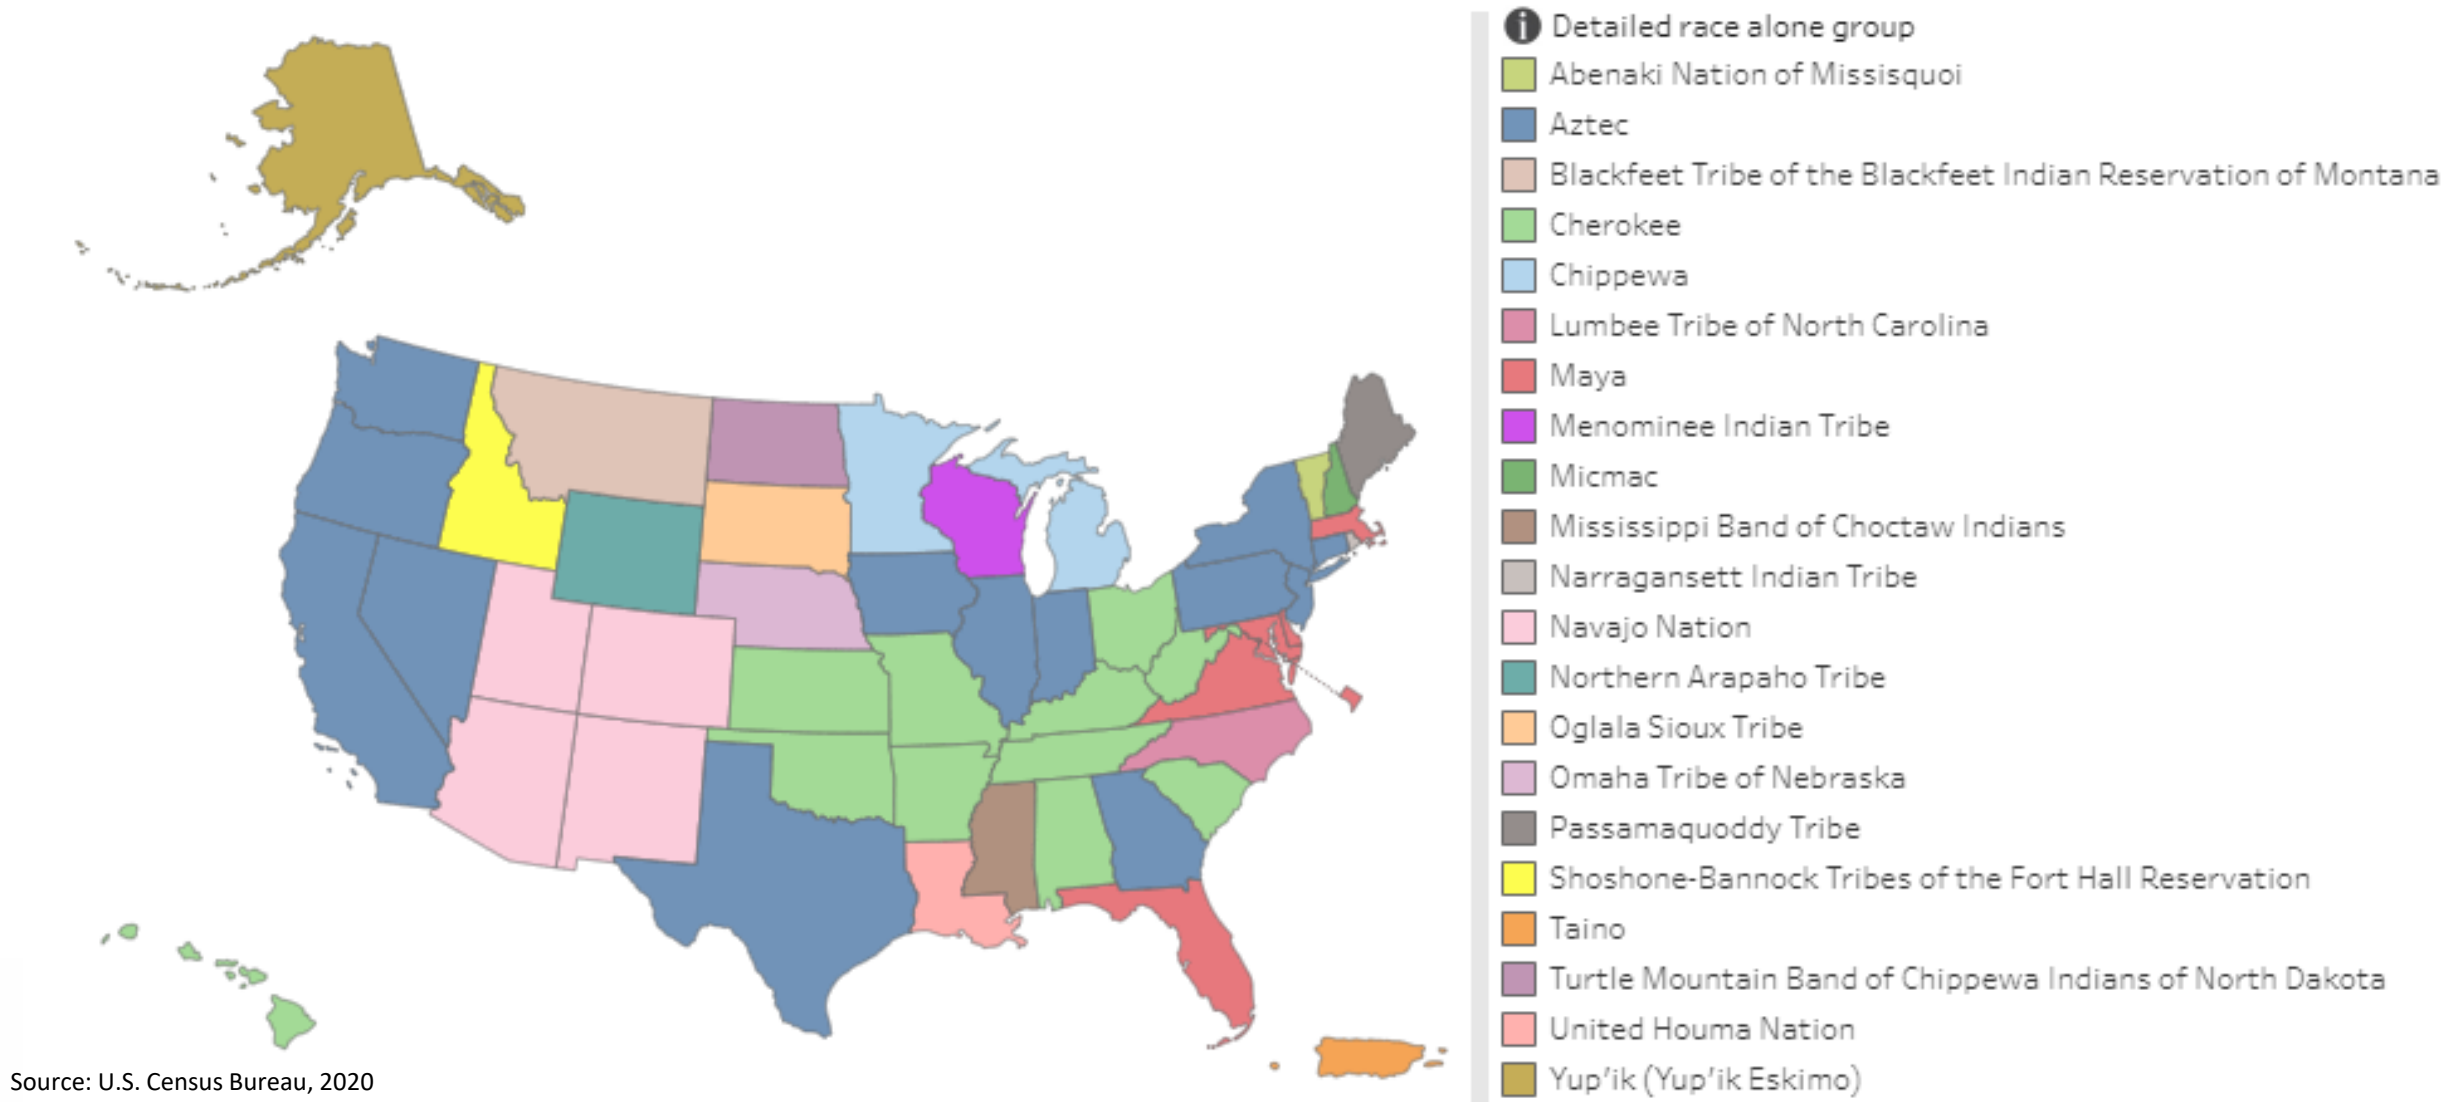 Detailed race alone group
Abenaki Nation of Missisquoi
Aztec
Blackfeet Tribe of the Blackfeet Indian Reservation of Montana
Cherokee
Chippewa
Lumbee Tribe of North Carolina
Maya
Menominee Indian Tribe
Micmac
Mississippi Band of Choctaw Indians
Narragansett Indian Tribe
Navajo Nation
Northern Arapaho Tribe
Oglala Sioux Tribe
Omaha Tribe of Nebraska
Passamaquoddy Tribe
Shoshone-Bannock Tribes of the Fort Hall Reservation
Taino
Turtle Mountain Band of Chippewa Indians of North Dakota
United Houma Nation
Yup'ik (Yup'ik Eskimo)
Source: U.S. Census Bureau, 2020